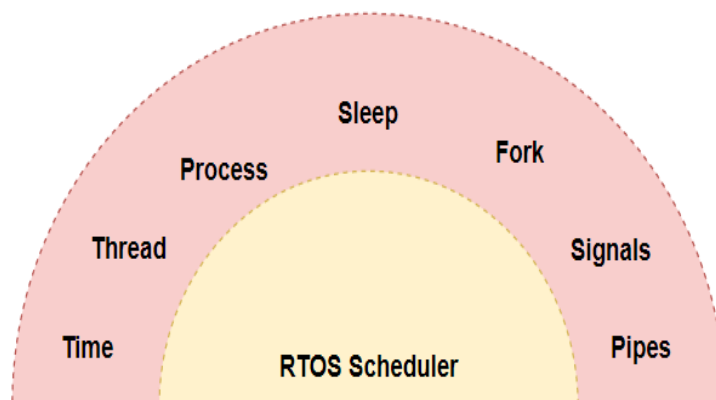 Sleep
Fork
Process
Thread
Signals
Time
Pipes
RTOS Scheduler